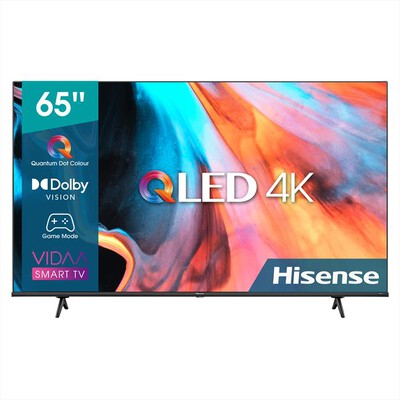 65"
Quantum Dot Colour
Dolby
VISION
Game Mode
VIDAA
SMART TV
QLED 4K
Hisense